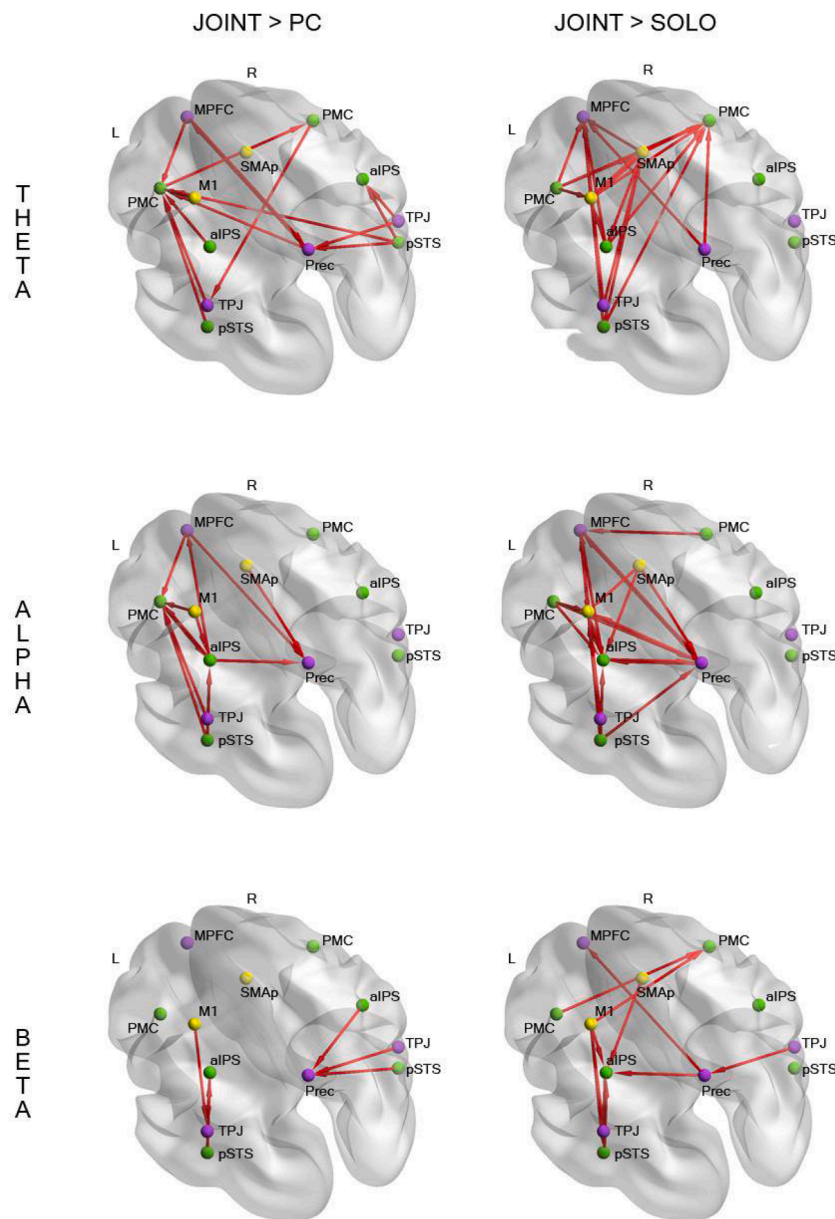 JOINT > PC
JOINT > SOLO
THETA
R
L
MPFC
PMC
SMAp
aIPS
PMC
M1
TPJ
aIPS
pSTS
Prec
TPJ
pSTS
R
L
MPFC
PMC
SMAp
aIPS
PMC
M1
TPJ
aIPS
pSTS
Prec
TPJ
pSTS
ALPHA
R
L
MPFC
PMC
SMAp
aIPS
PMC
M1
TPJ
aIPS
pSTS
Prec
TPJ
pSTS
R
L
MPFC
PMC
SMAp
aIPS
PMC
M1
TPJ
aIPS
pSTS
Prec
TPJ
pSTS
BETA
R
L
MPFC
PMC
SMAp
aIPS
PMC
M1
TPJ
aIPS
pSTS
Prec
TPJ
pSTS
R
L
MPFC
PMC
SMAp
aIPS
PMC
M1
TPJ
aIPS
pSTS
Prec
TPJ
pSTS